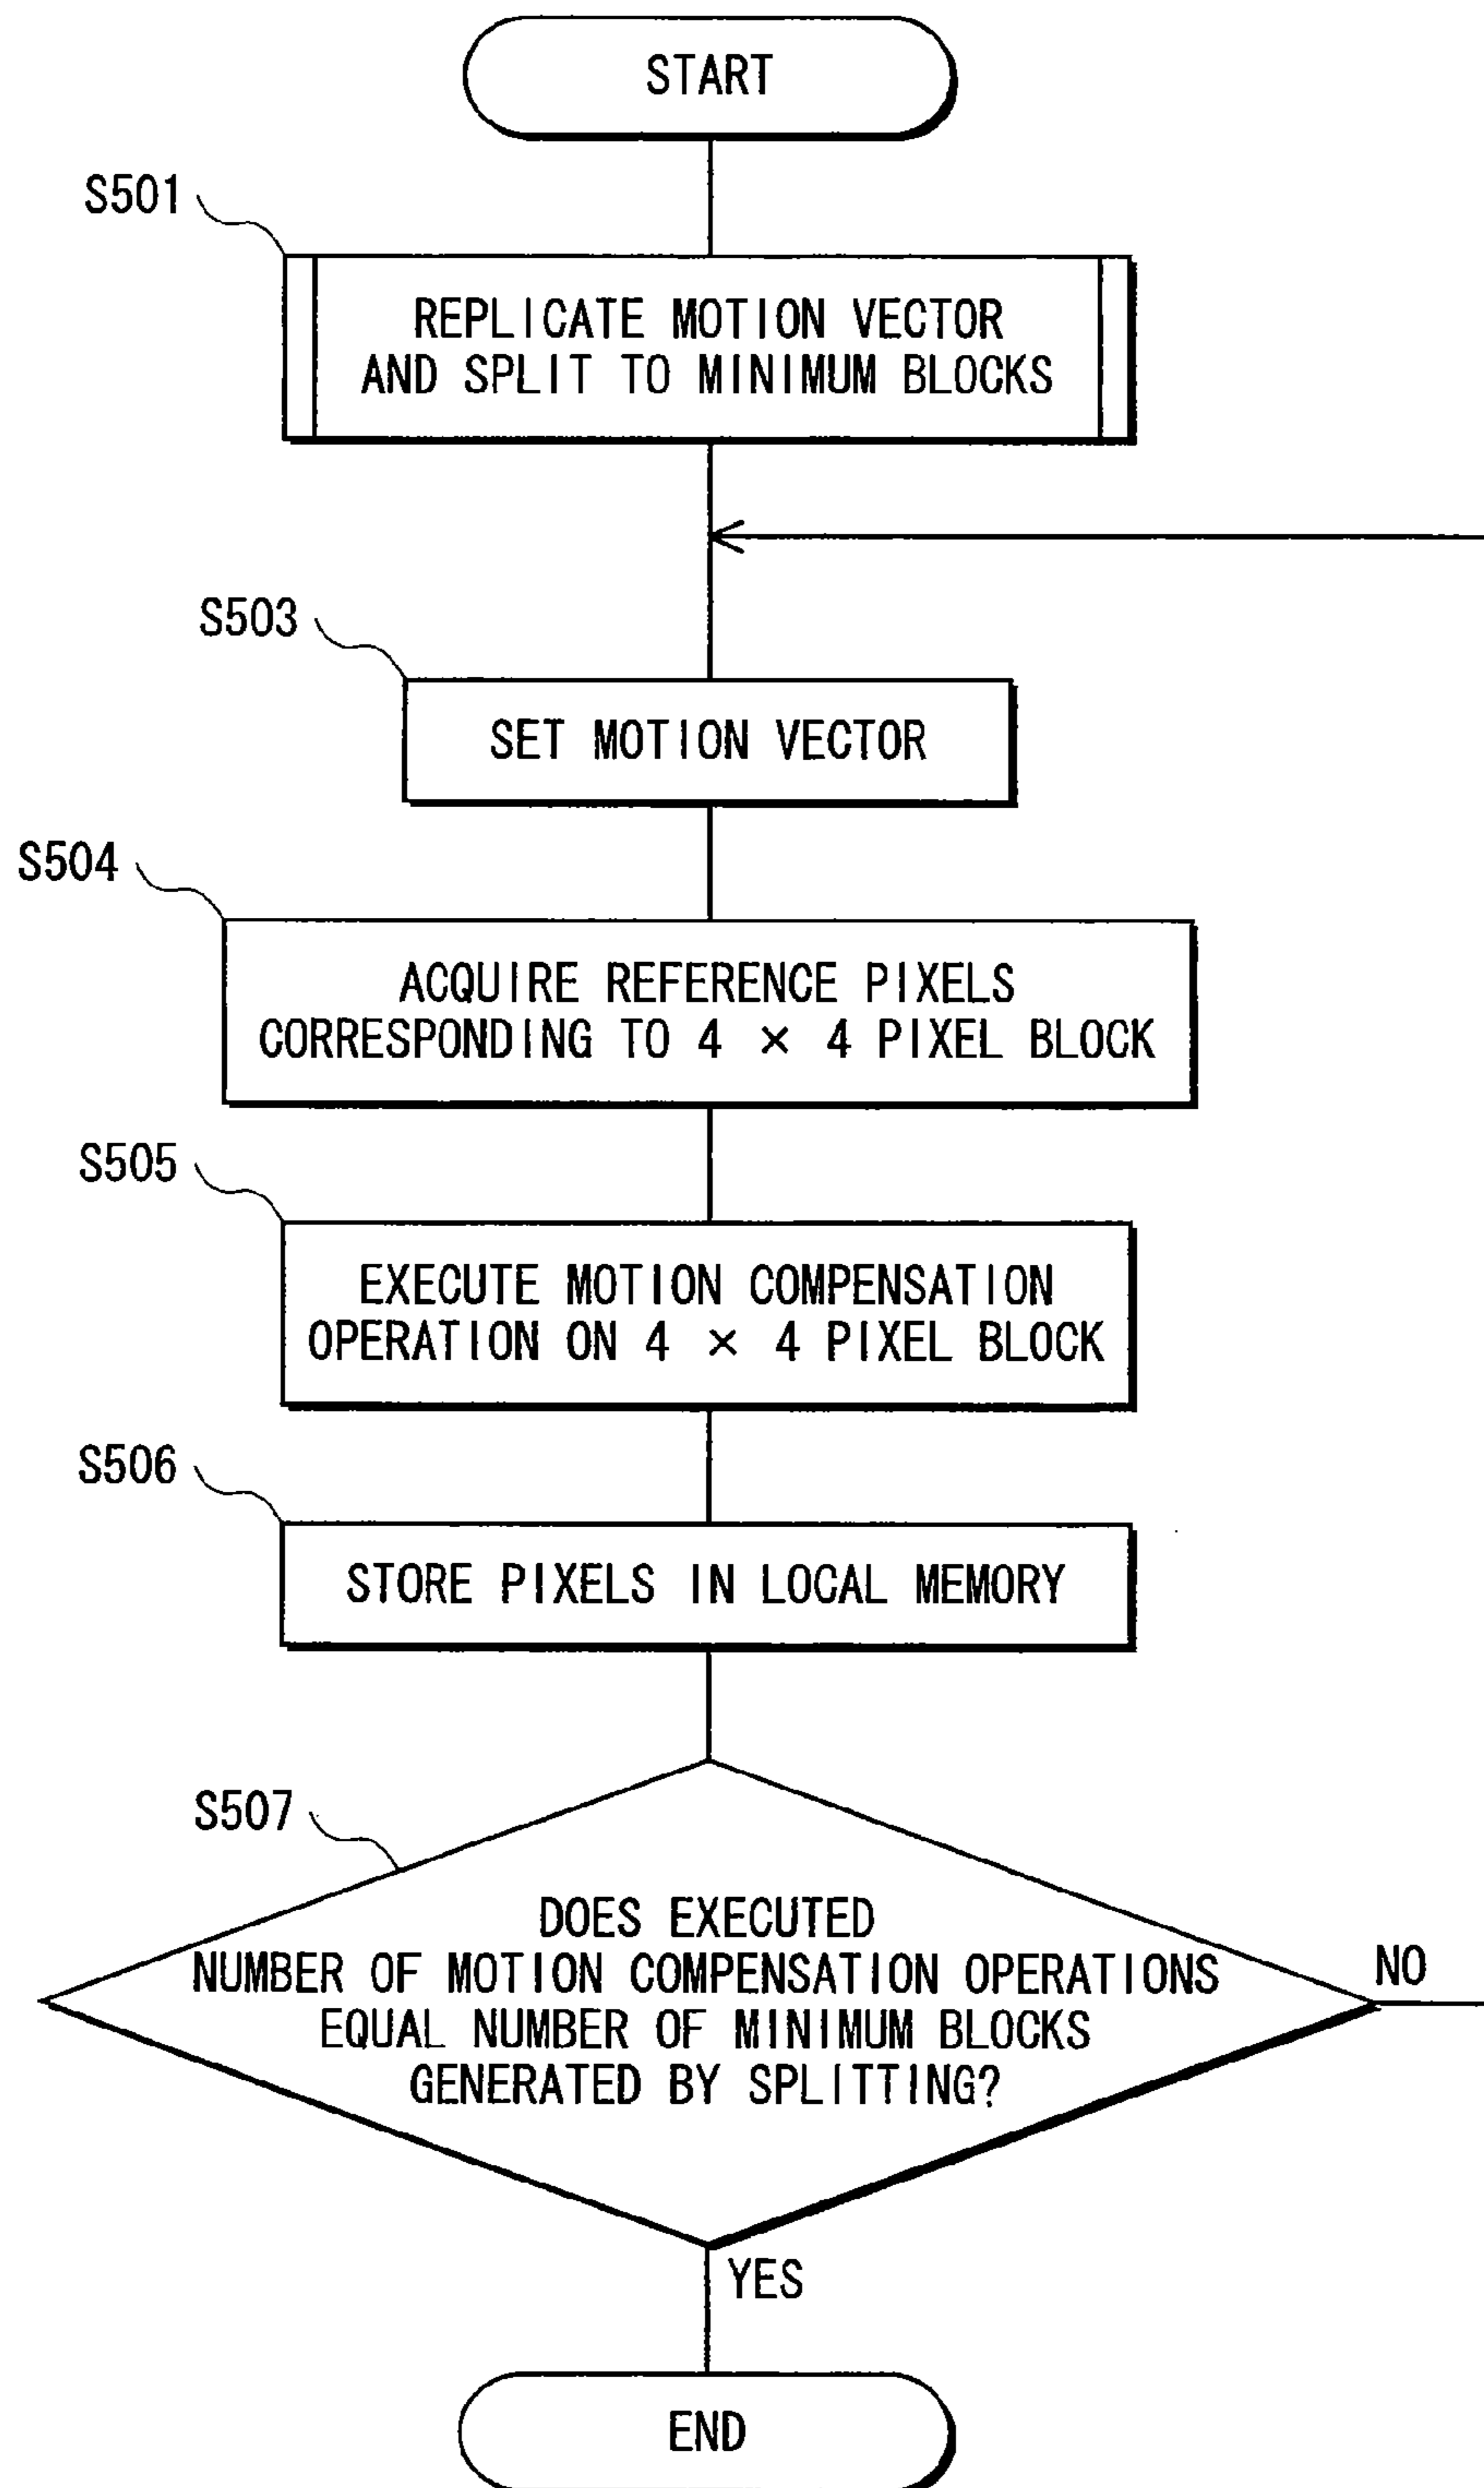 START
S501
REPLICATE MOTION VECTOR
AND SPLIT TO MINIMUM BLOCKS
S503
SET MOTION VECTOR
S504
ACQUIRE REFERENCE PIXELS
CORRESPONDING TO 4 × 4 PIXEL BLOCK
S505
EXECUTE MOTION COMPENSATION
OPERATION ON 4 × 4 PIXEL BLOCK
S506
STORE PIXELS IN LOCAL MEMORY
S507
DOES EXECUTED
NUMBER OF MOTION COMPENSATION OPERATIONS
EQUAL NUMBER OF MINIMUM BLOCKS
GENERATED BY SPLITTING?
NO
YES
END